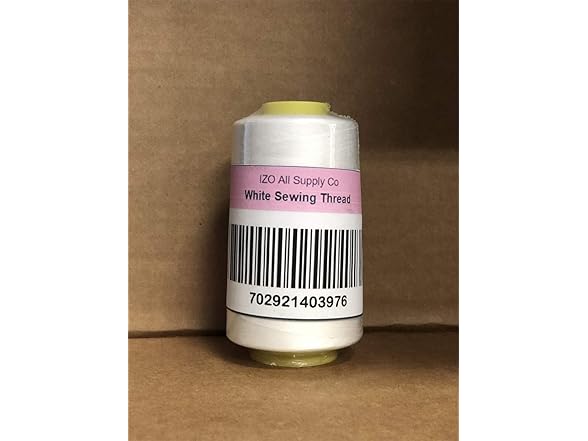 IZO All Supply Co
White Sewing Thread
702921403976